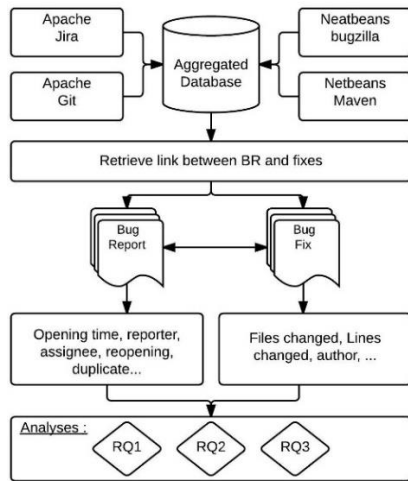 Apache
Jira
Neatbeans
bugzilla
Aggregated
Database
Apache
Git
Netbeans
Maven
Retrieve link between BR and fixes
Bug
Report
Bug
Fix
Opening time, reporter,
assignee, reopening,
duplicate...
Files changed, Lines
changed, author, ...
Analyses :
RQ1
RQ2
RQ3